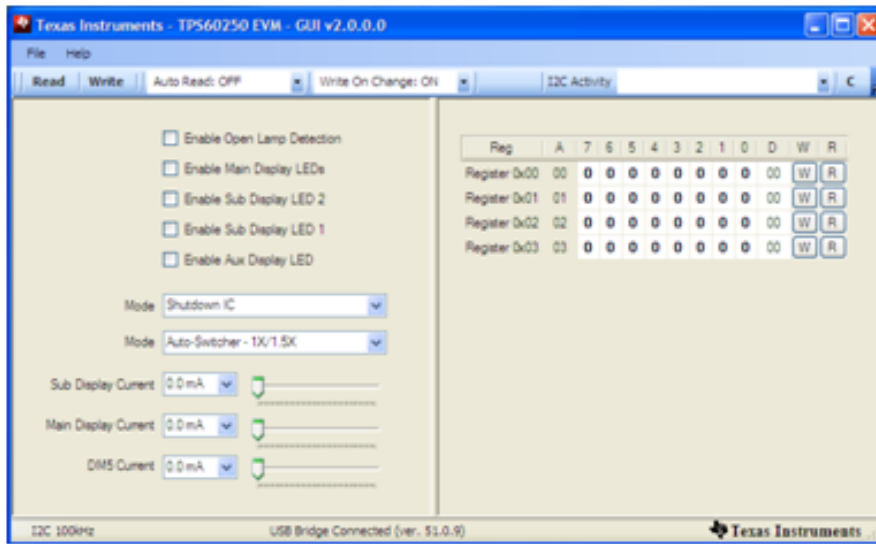 Texas Instruments - TPS60250 EVM - GUI v2.0.0.0
File Help
Read Write Auto Read: OFF Write On Change: ON I2C Activity C
Enable Open Lamp Detection
Enable Main Display LEDs
Enable Sub Display LED 2
Enable Sub Display LED 1
Enable Aux Display LED
Mode Shutdown IC
Mode Auto-Switcher - 1X/1.5X
Sub Display Current 0.0 mA
Main Display Current 0.0 mA
DM5 Current 0.0 mA
Reg A 7 6 5 4 3 2 1 0 D W R
Register 0x00 00 0 0 0 0 0 0 0 0 00 W R
Register 0x01 01 0 0 0 0 0 0 0 0 00 W R
Register 0x02 02 0 0 0 0 0 0 0 0 00 W R
Register 0x03 03 0 0 0 0 0 0 0 0 00 W R
I2C 100kHz USB Bridge Connected (ver. 51.0.9) Texas Instruments